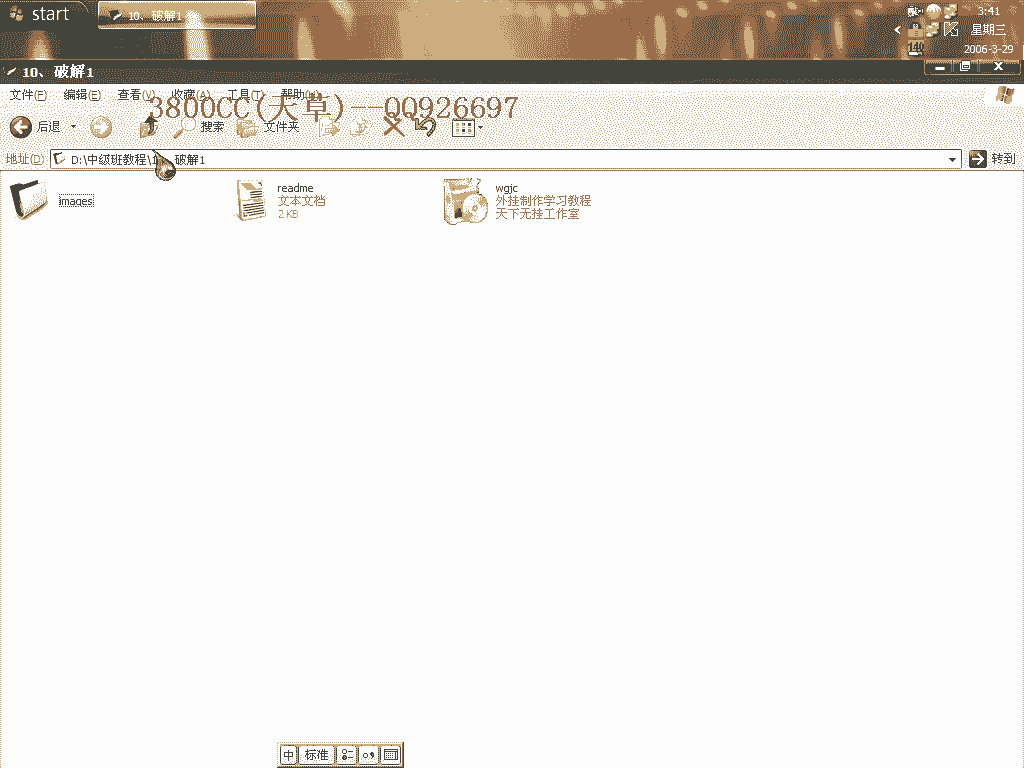 start
10、破解1
3:41
星期三
2006-3-29
10、破解1
文件(F) 编辑(E) 查看(V) 收藏(A) 工具(T) 帮助(H)
3800CC(天草)--QQ926697
后退 搜索 文件夹
地址(D) D:\中级班教程\1 破解1 转到
images
readme
文本文档
2 KB
wgjc
外挂制作学习教程
天下无挂工作室
中 标准